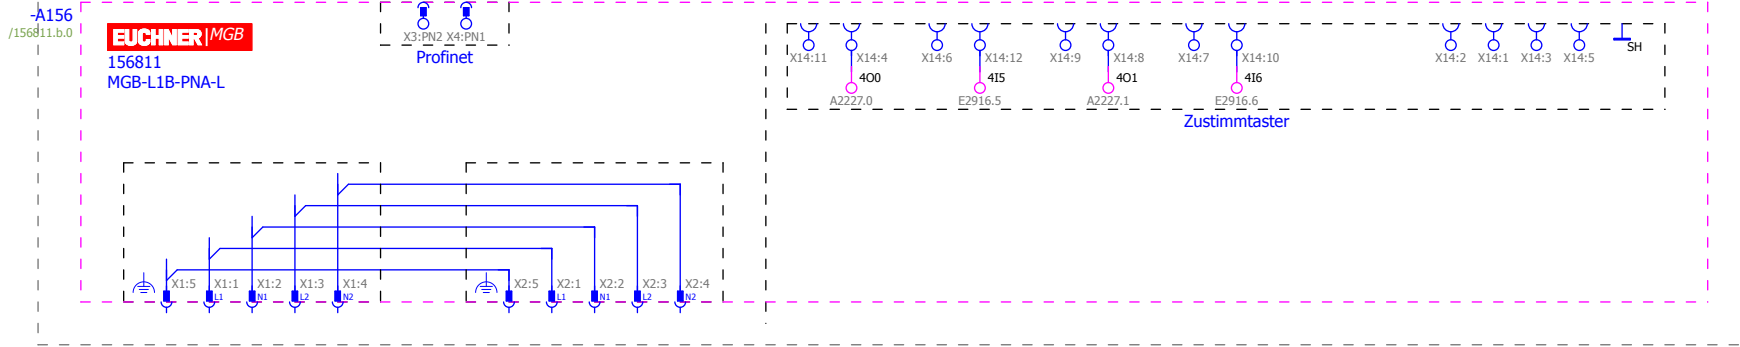 -A156
/156811.b.0
EUCHNER MGB
156811
MGB-L1B-PNA-L
X3:PN2 X4:PN1
Profinet
X14:11 X14:4 X14:6 X14:12 X14:9 X14:8 X14:7 X14:10 X14:2 X14:1 X14:3 X14:5 SH
4O0 4I5 4O1 4I6
A2227.0 E2916.5 A2227.1 E2916.6
Zustimmtaster
X1:5 X1:1 X1:2 X1:3 X1:4 X2:5 X2:1 X2:2 X2:3 X2:4
L1 N1 L2 N2 L1 N1 L2 N2